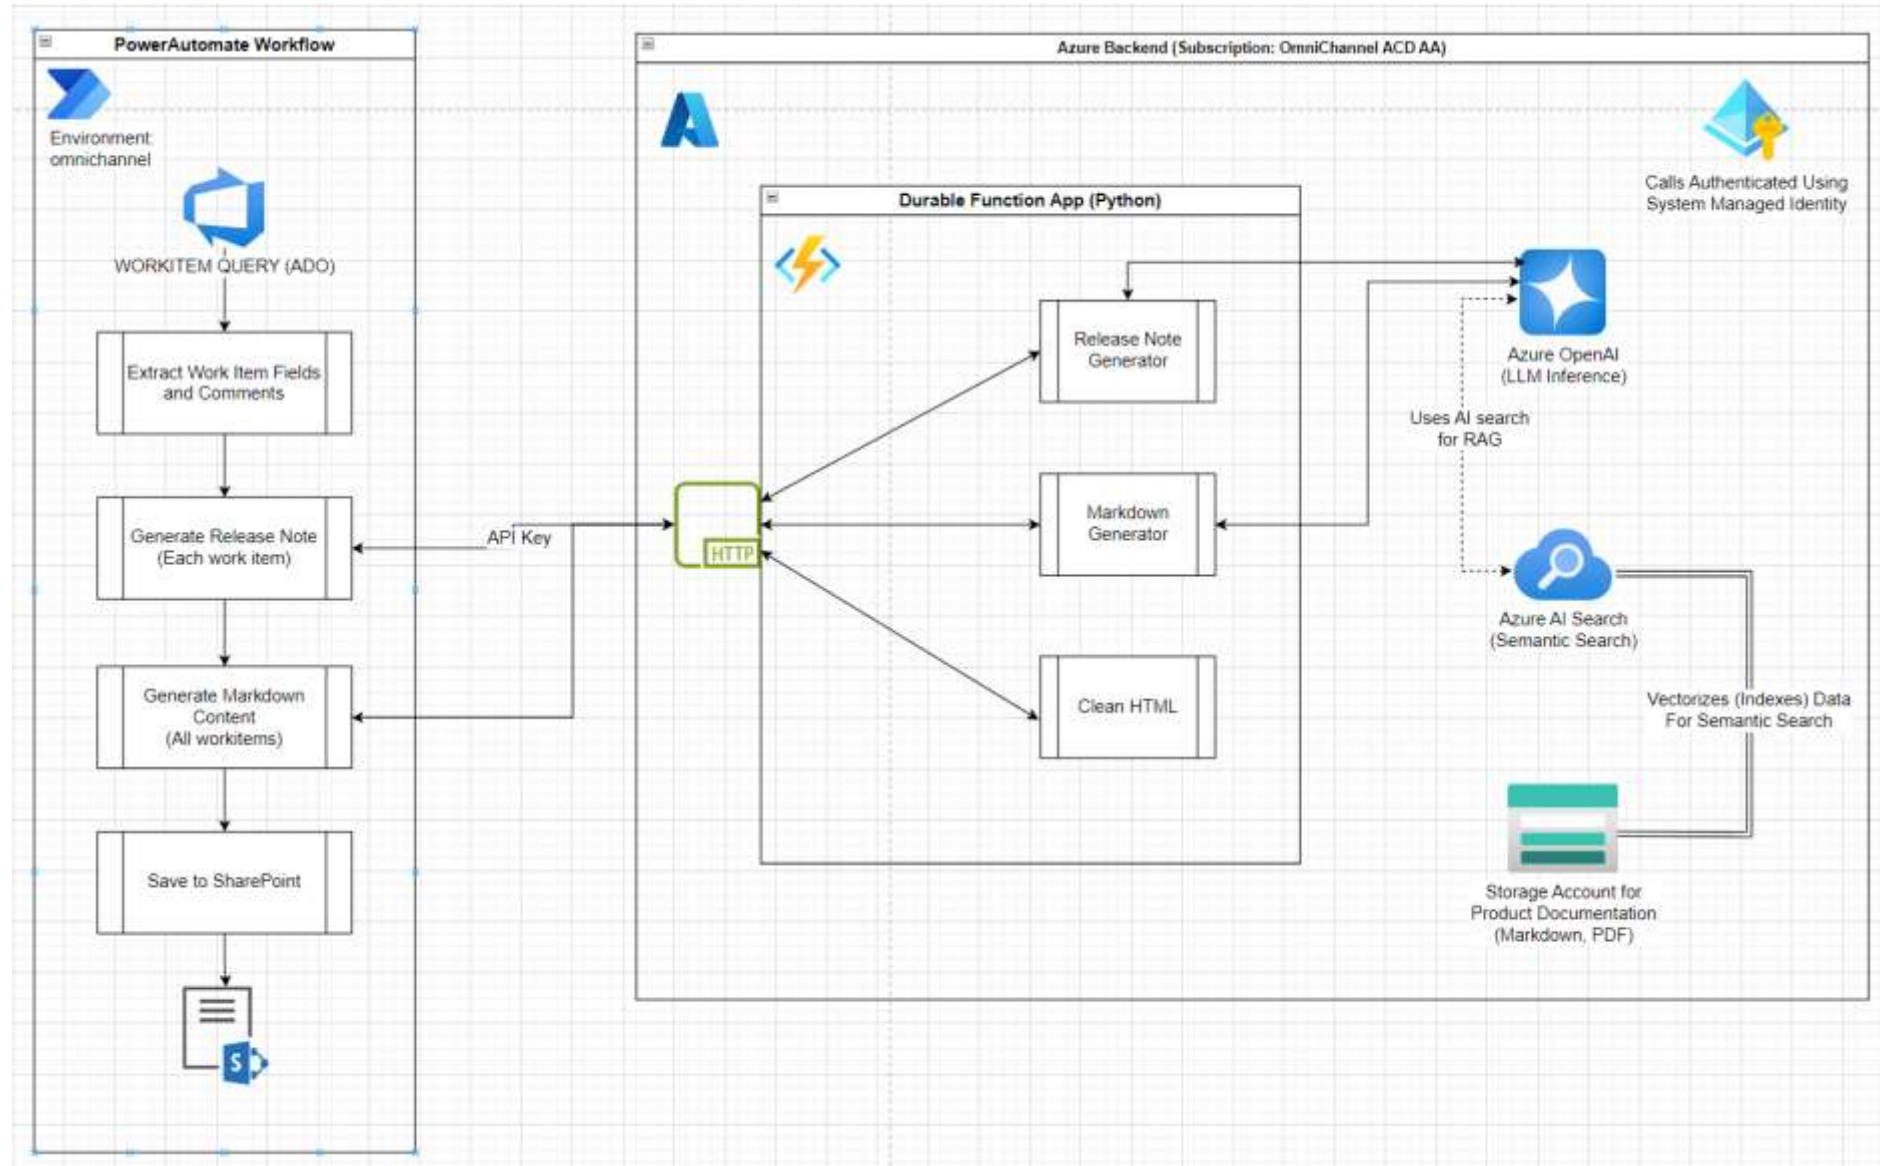 PowerAutomate Workflow
Environment:
omnichannel
WORKITEM QUERY (ADO)
Extract Work Item Fields
and Comments
Generate Release Note
(Each work item)
Generate Markdown
Content
(All workitems)
Save to SharePoint
S
API Key
Azure Backend (Subscription: OmniChannel ACD AA)
Calls Authenticated Using
System Managed Identity
HTTP
Durable Function App (Python)
Release Note
Generator
Markdown
Generator
Clean HTML
Azure OpenAI
(LLM Inference)
Uses AI search
for RAG
Azure AI Search
(Semantic Search)
Vectorizes (Indexes) Data
For Semantic Search
Storage Account for
Product Documentation
(Markdown, PDF)